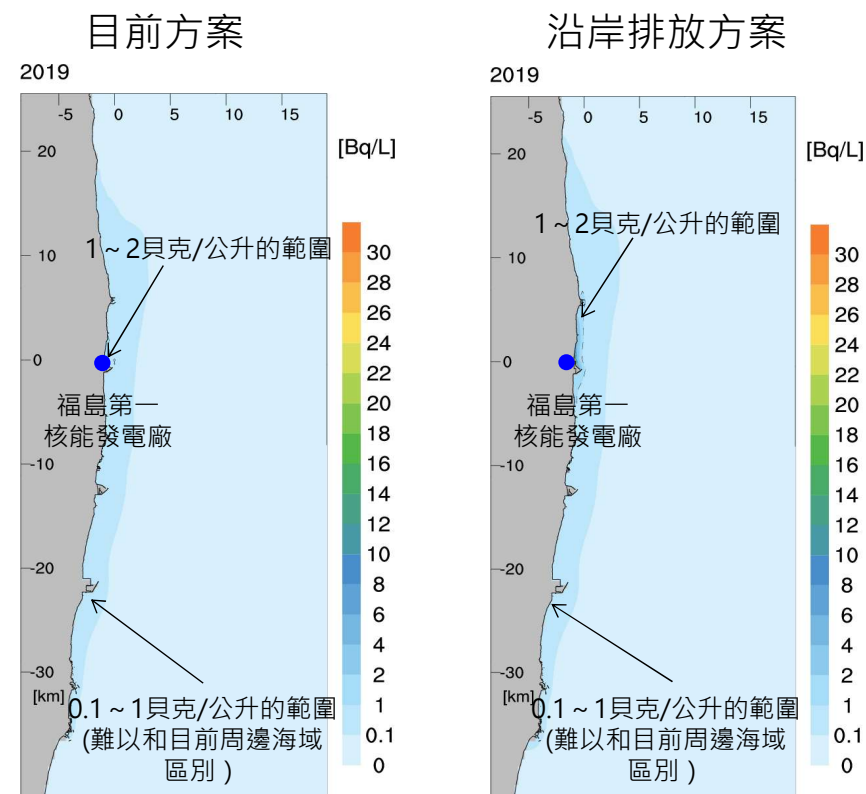 目前方案
2019
-5 0 5 10 15
[Bq/L]
20
10
0
-10
-20
-30
[km]
1～2貝克/公升的範圍
福島第一
核能發電廠
0.1～1貝克/公升的範圍
(難以和目前周邊海域
區別)
30
28
26
24
22
20
18
16
14
12
10
8
6
4
2
1
0.1
0
沿岸排放方案
2019
-5 0 5 10 15
[Bq/L]
20
10
0
-10
-20
-30
[km]
1～2貝克/公升的範圍
福島第一
核能發電廠
0.1～1貝克/公升的範圍
(難以和目前周邊海域
區別)
30
28
26
24
22
20
18
16
14
12
10
8
6
4
2
1
0.1
0